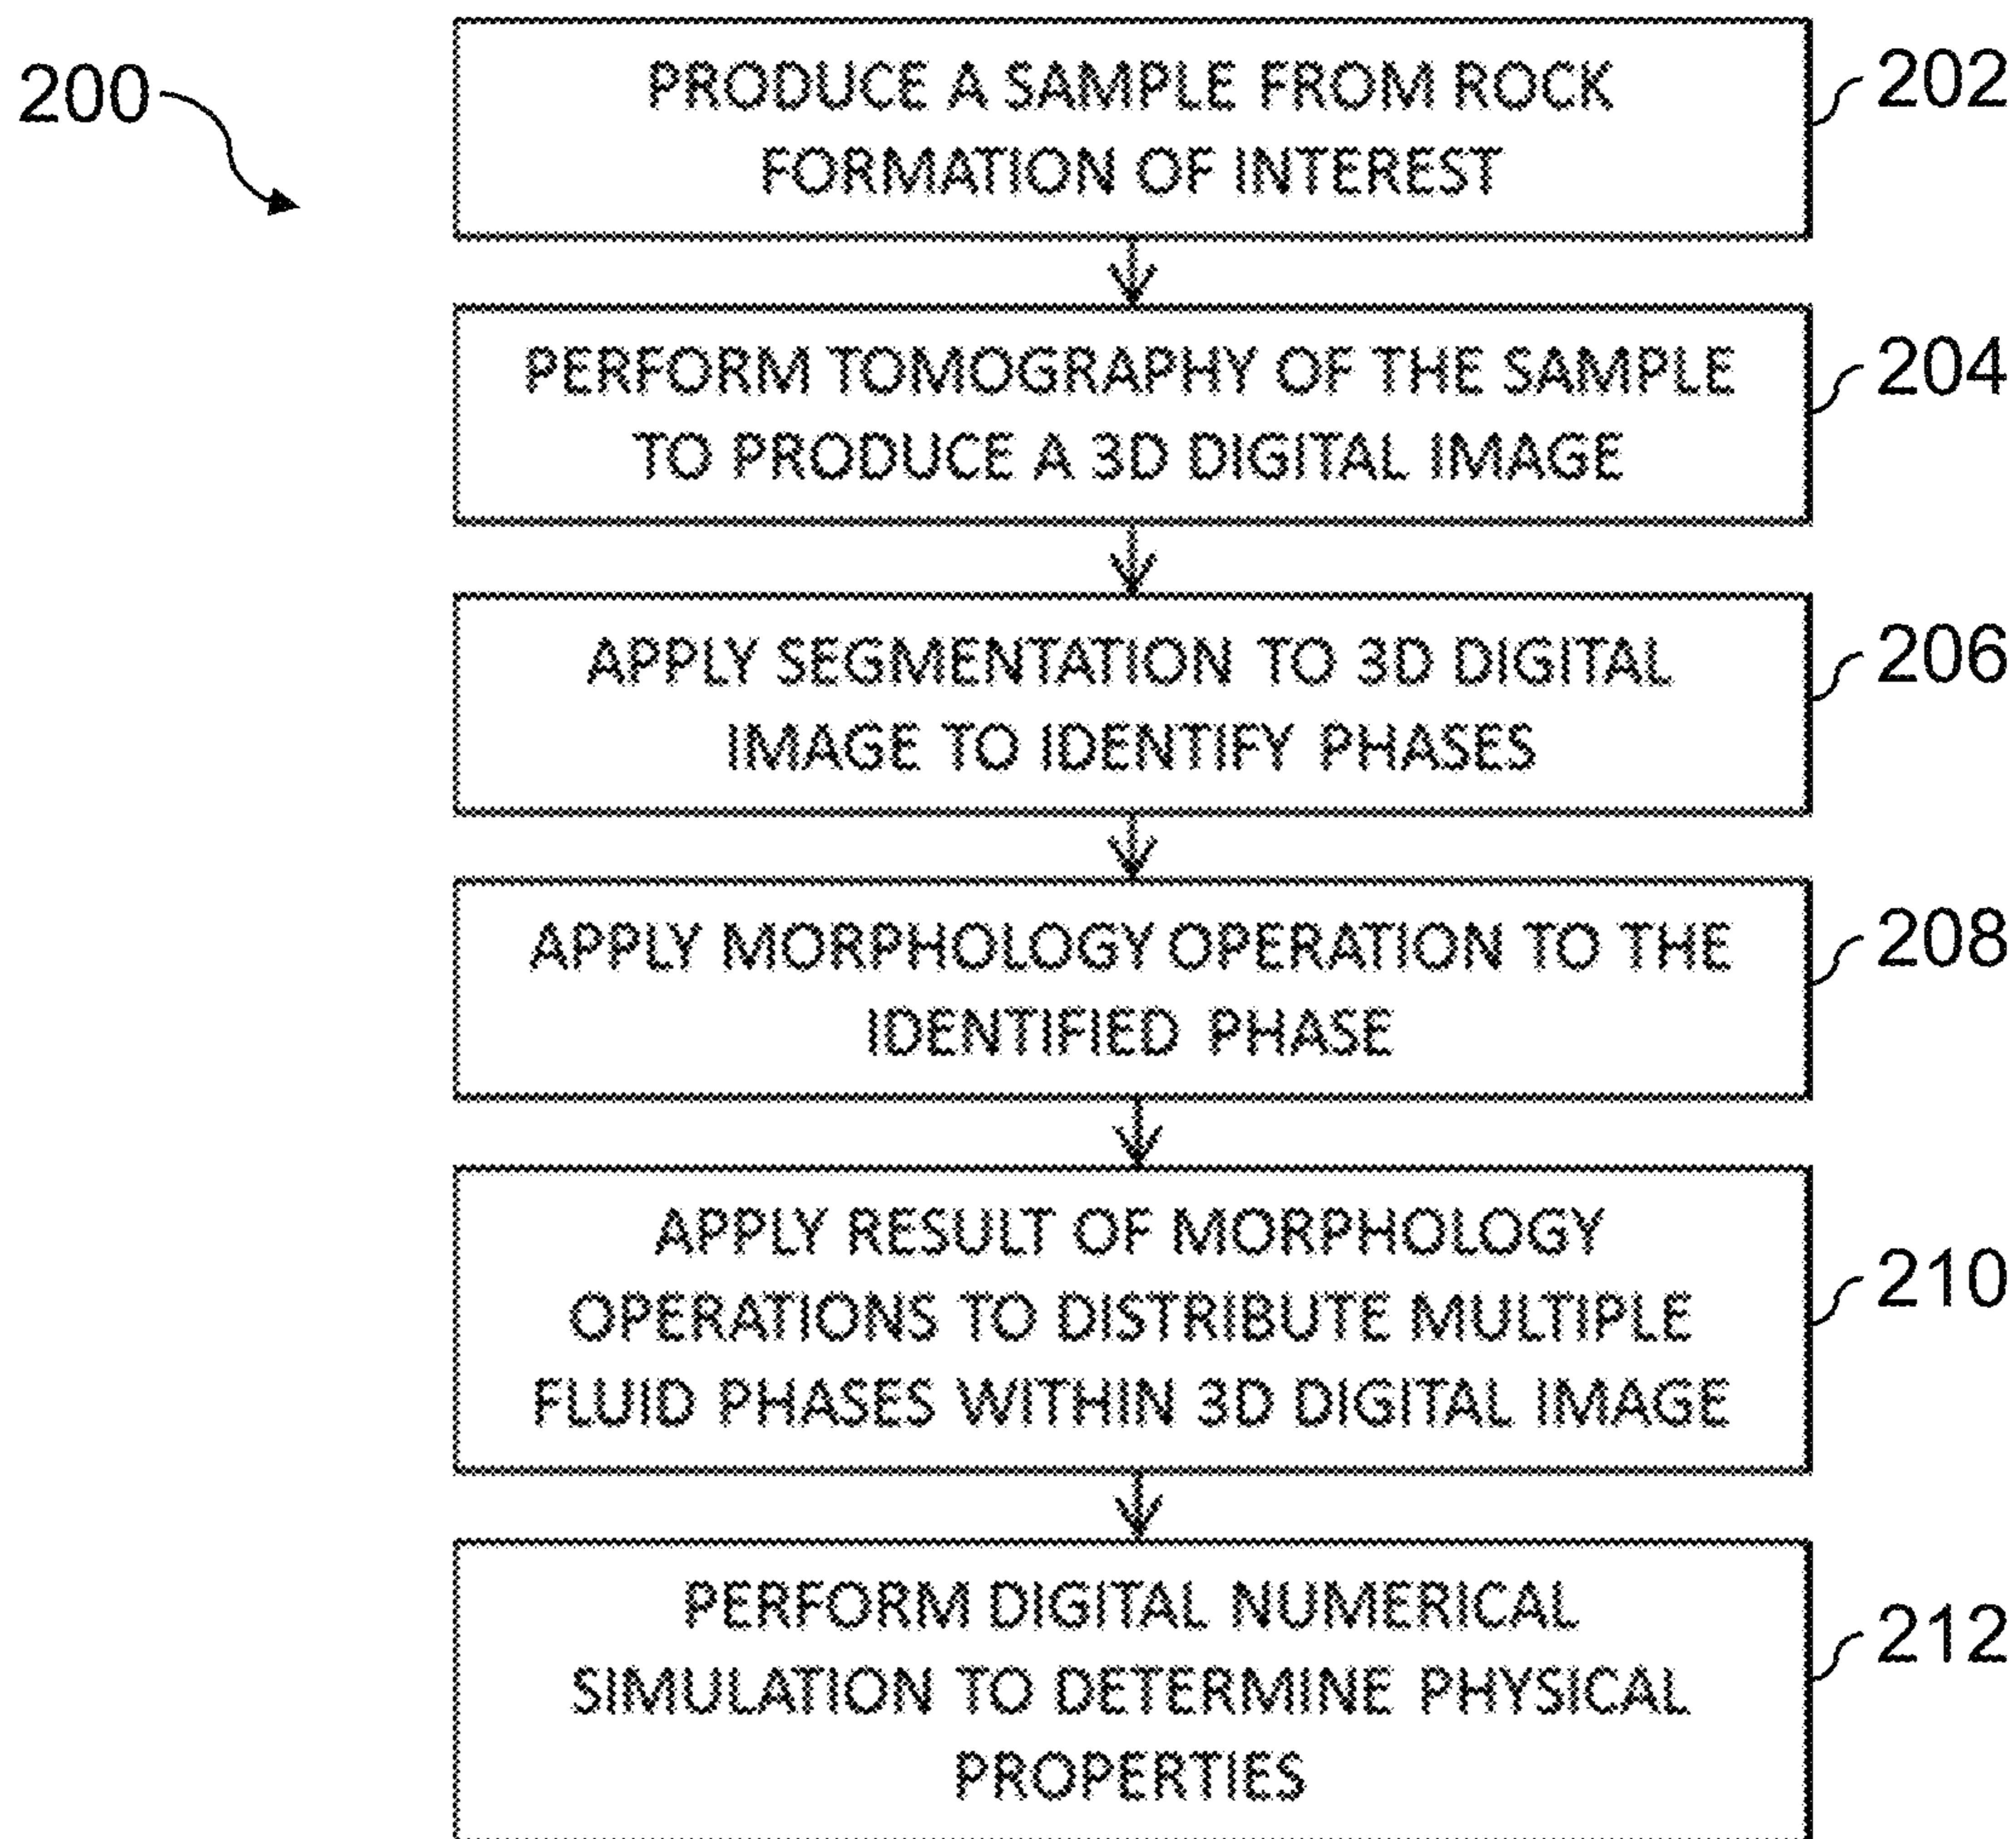 200
PRODUCE A SAMPLE FROM ROCK
FORMATION OF INTEREST
202
PERFORM TOMOGRAPHY OF THE SAMPLE
TO PRODUCE A 3D DIGITAL IMAGE
204
APPLY SEGMENTATION TO 3D DIGITAL
IMAGE TO IDENTIFY PHASES
206
APPLY MORPHOLOGY OPERATION TO THE
IDENTIFIED PHASE
208
APPLY RESULT OF MORPHOLOGY
OPERATIONS TO DISTRIBUTE MULTIPLE
FLUID PHASES WITHIN 3D DIGITAL IMAGE
210
PERFORM DIGITAL NUMERICAL
SIMULATION TO DETERMINE PHYSICAL
PROPERTIES
212